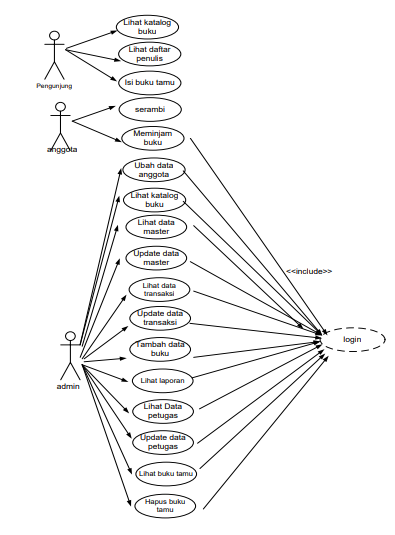 Lihat katalog
buku
Lihat daftar
penulis
Isi buku tamu
Pengunjung
serambi
Meminjam
buku
anggota
Ubah data
anggota
Lihat katalog
buku
Lihat data
master
Update data
master
<<include>>
Lihat data
transaksi
Update data
transaksi
Tambah data
buku
login
Lihat laporan
admin
Lihat Data
petugas
Update data
petugas
Lihat buku tamu
Hapus buku
tamu